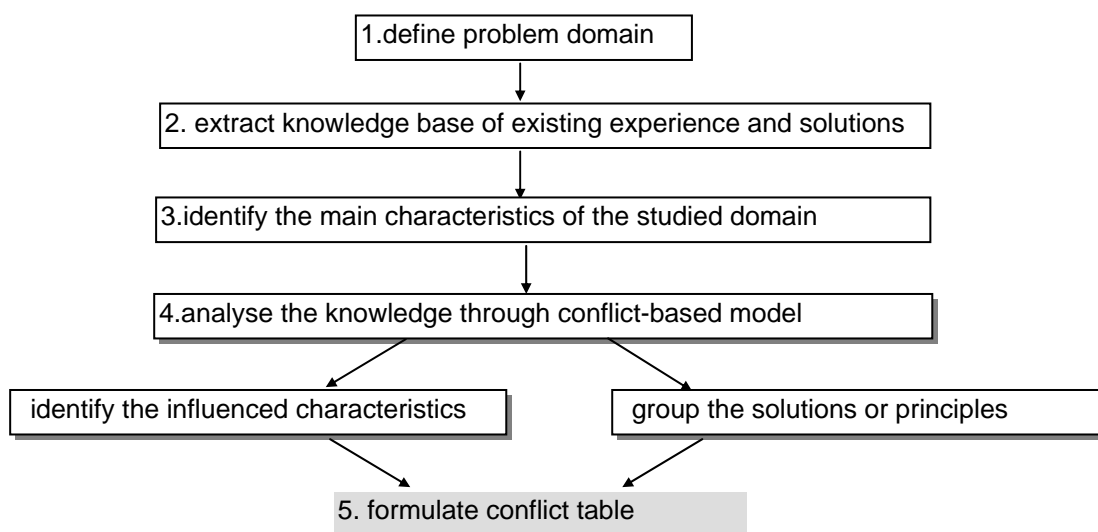 1.define problem domain
2. extract knowledge base of existing experience and solutions
3.identify the main characteristics of the studied domain
4.analyse the knowledge through conflict-based model
identify the influenced characteristics
group the solutions or principles
5. formulate conflict table